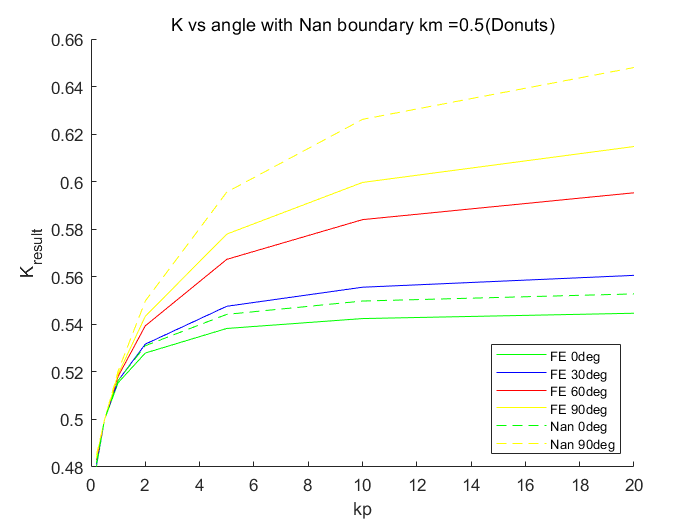 K vs angle with Nan boundary km =0.5(Donuts)
0.66
0.64
0.62
0.6
0.58
0.56
0.54
0.52
0.5
0.48
K_result
FE 0deg
FE 30deg
FE 60deg
FE 90deg
Nan 0deg
Nan 90deg
0 2 4 6 8 10 12 14 16 18 20
kp